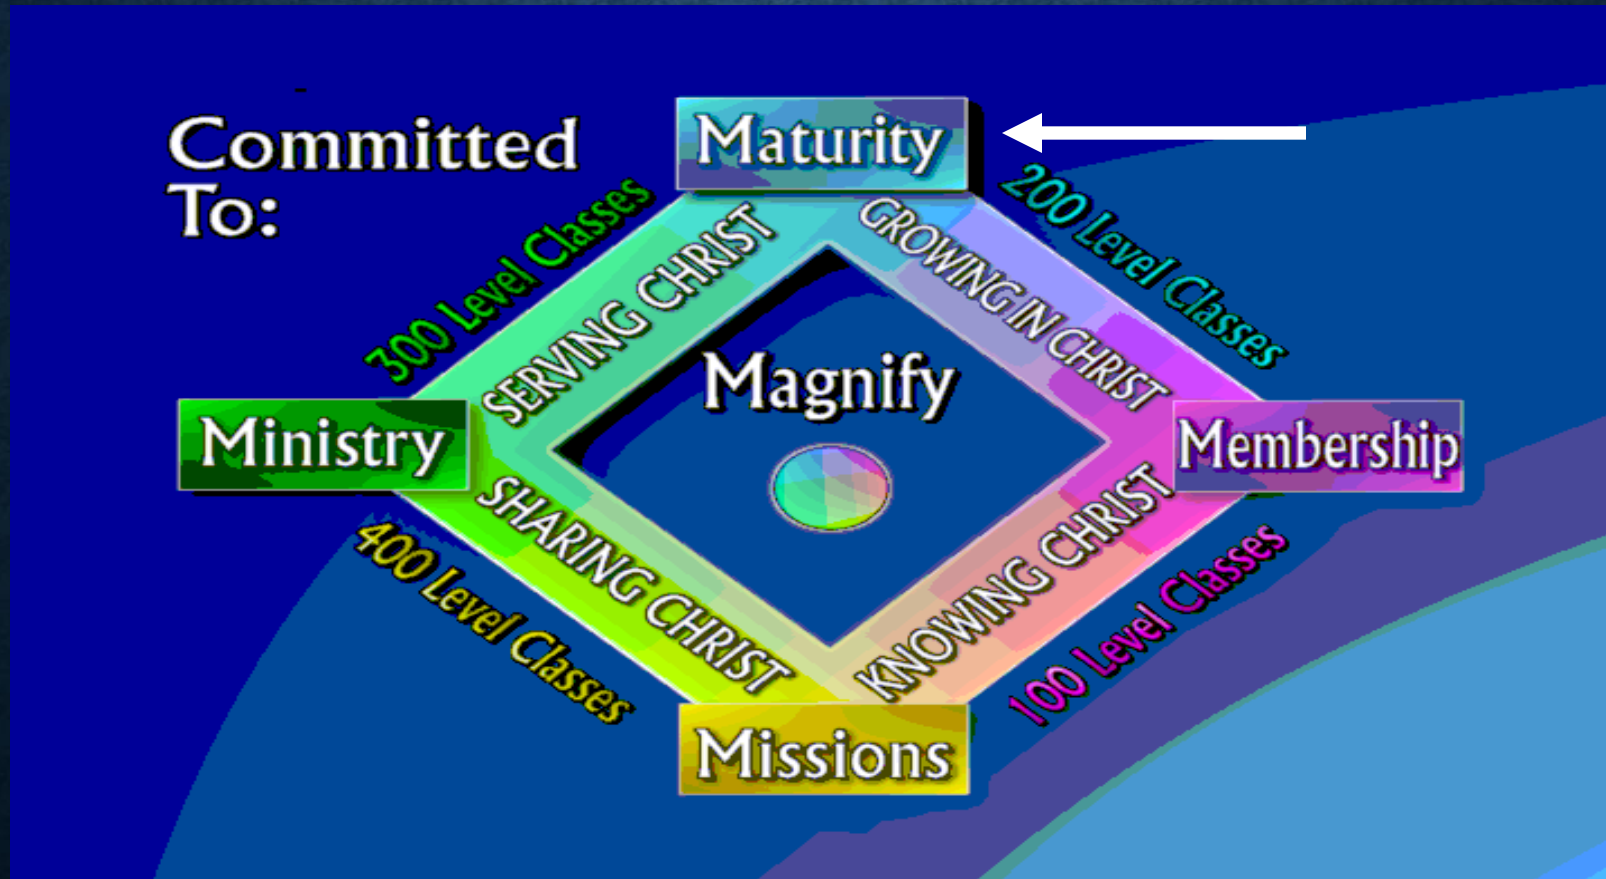 Committed
To:
Maturity
300 Level Classes
SERVING CHRIST
GROWING IN CHRIST
200 Level Classes
Magnify
Ministry
Membership
SHARING CHRIST
KNOWING CHRIST
400 Level Classes
100 Level Classes
Missions